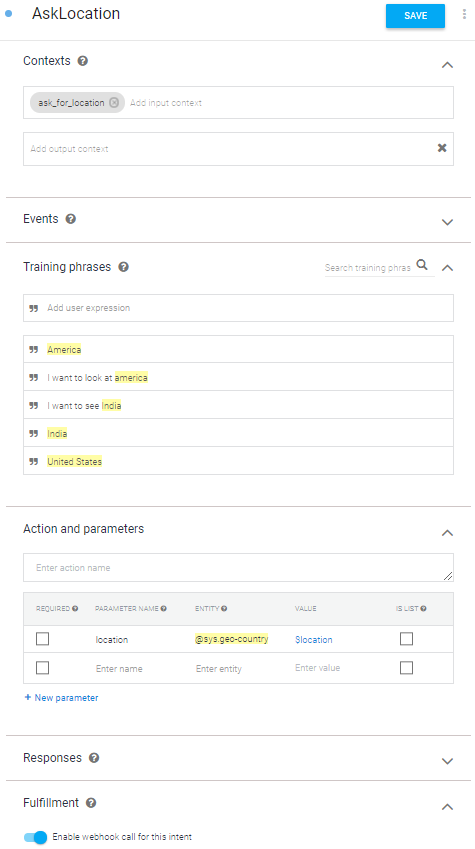 AskLocation SAVE
Contexts
ask_for_location Add input context
Add output context
Events
Training phrases Search training phras
Add user expression
America
I want to look at america
I want to see India
India
United States
Action and parameters
Enter action name
REQUIRED PARAMETER NAME ENTITY VALUE IS LIST
location @sys.geo-country $location
Enter name Enter entity Enter value
+ New parameter
Responses
Fulfillment
Enable webhook call for this intent